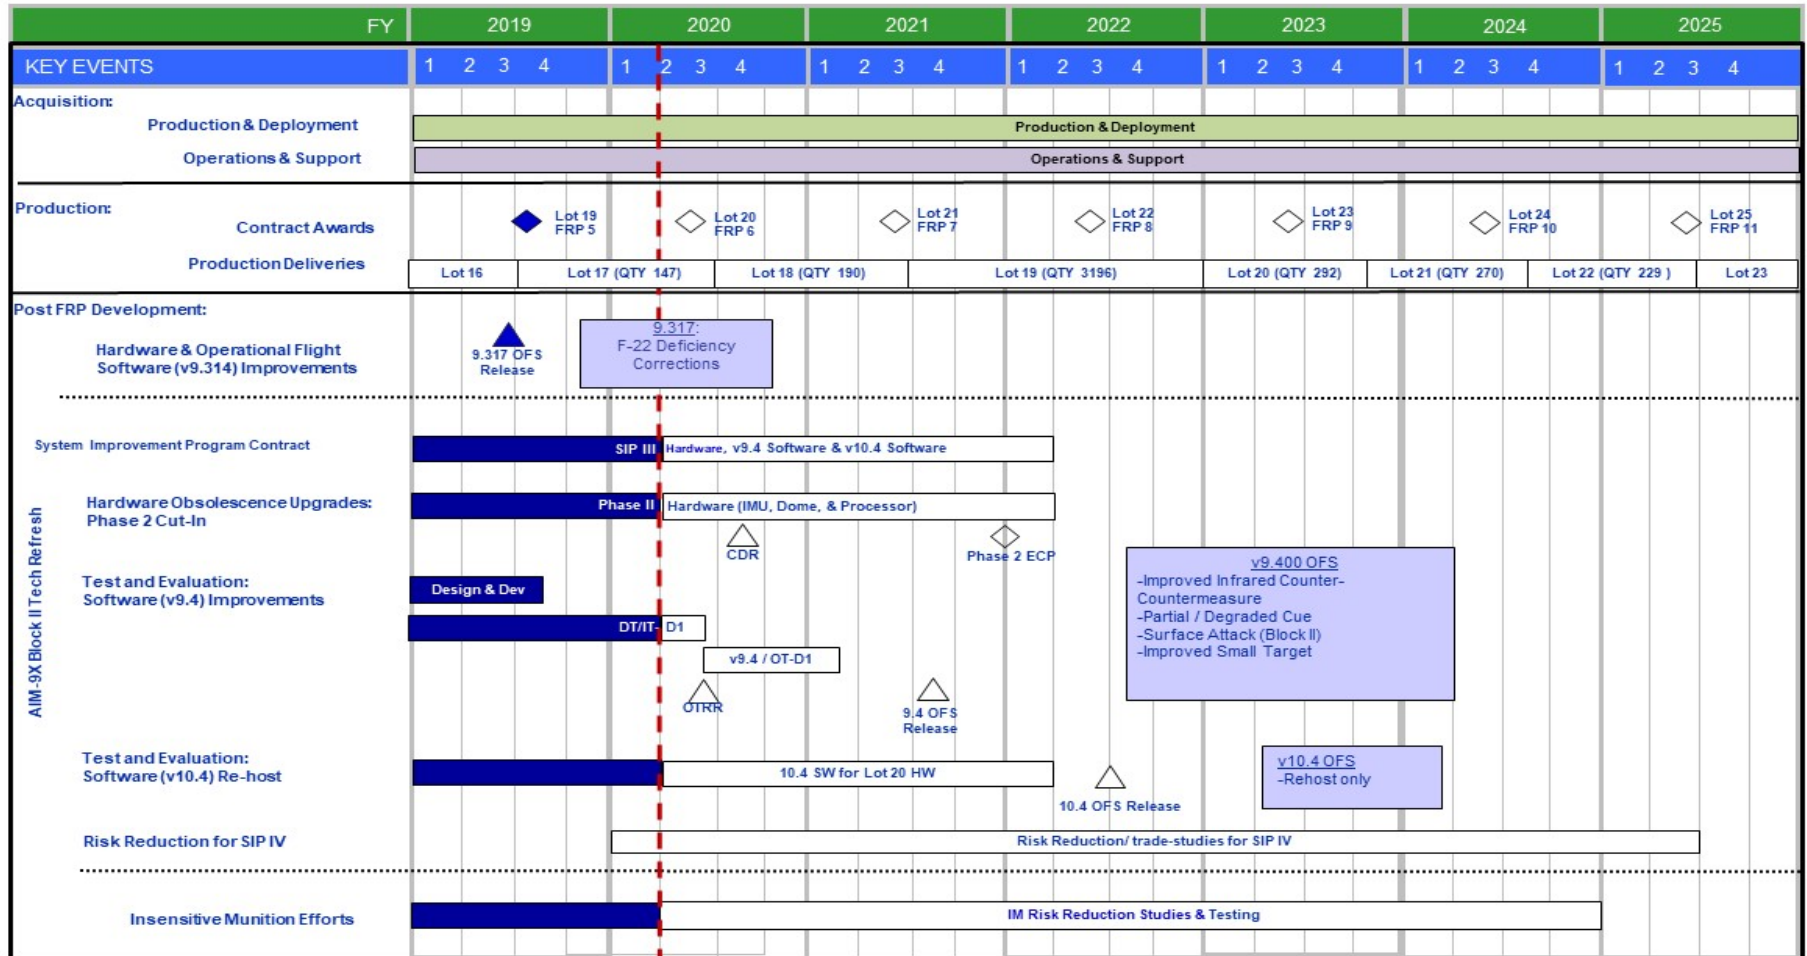 FY 2019 2020 2021 2022 2023 2024 2025
KEY EVENTS 1 2 3 4 1 2 3 4 1 2 3 4 1 2 3 4 1 2 3 4 1 2 3 4 1 2 3 4
Acquisition:
Production & Deployment Production & Deployment
Operations & Support Operations & Support
Production:
Contract Awards
Lot 19
FRP 5
Lot 20
FRP 6
Lot 21
FRP 7
Lot 22
FRP 8
Lot 23
FRP 9
Lot 24
FRP 10
Lot 25
FRP 11
Production Deliveries Lot 16 Lot 17 (QTY 147) Lot 18 (QTY 190) Lot 19 (QTY 3196) Lot 20 (QTY 292) Lot 21 (QTY 270) Lot 22 (QTY 229 ) Lot 23
Post FRP Development:
Hardware & Operational Flight
Software (v9.314) Improvements
9.317 OFS
Release
9.317:
F-22 Deficiency
Corrections
AIM-9X Block II Tech Refresh
System Improvement Program Contract SIP III Hardware, v9.4 Software & v10.4 Software
Hardware Obsolescence Upgrades:
Phase 2 Cut-In
Phase II Hardware (IMU, Dome, & Processor)
CDR
Phase 2 ECP
Test and Evaluation:
Software (v9.4) Improvements
Design & Dev
DT/IT- D1
v9.4 / OT-D1
OTRR
9.4 OFS
Release
v9.400 OFS
-Improved Infrared Counter-
Countermeasure
-Partial / Degraded Cue
-Surface Attack (Block II)
-Improved Small Target
Test and Evaluation:
Software (v10.4) Re-host
10.4 SW for Lot 20 HW
10.4 OFS Release
v10.4 OFS
-Rehost only
Risk Reduction for SIP IV Risk Reduction/ trade-studies for SIP IV
Insensitive Munition Efforts IM Risk Reduction Studies & Testing